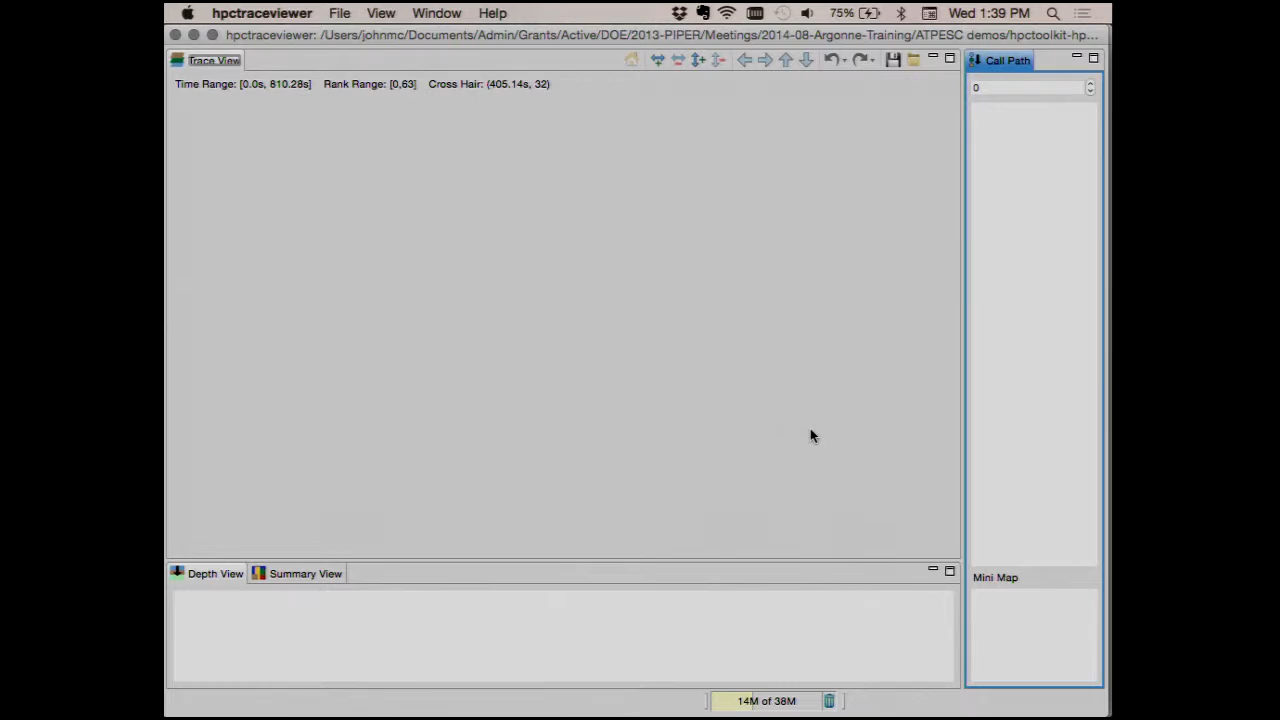 hpctraceviewer File View Window Help 75% Wed 1:39 PM
hpctraceviewer: /Users/johnmc/Documents/Admin/Grants/Active/DOE/2013-PIPER/Meetings/2014-08-Argonne-Training/ATPESC demos/hpctoolkit-hp...
Trace View
Time Range: [0.0s, 810.28s] Rank Range: [0,63] Cross Hair: (405.14s, 32)
Call Path
0
Mini Map
Depth View Summary View
14M of 38M